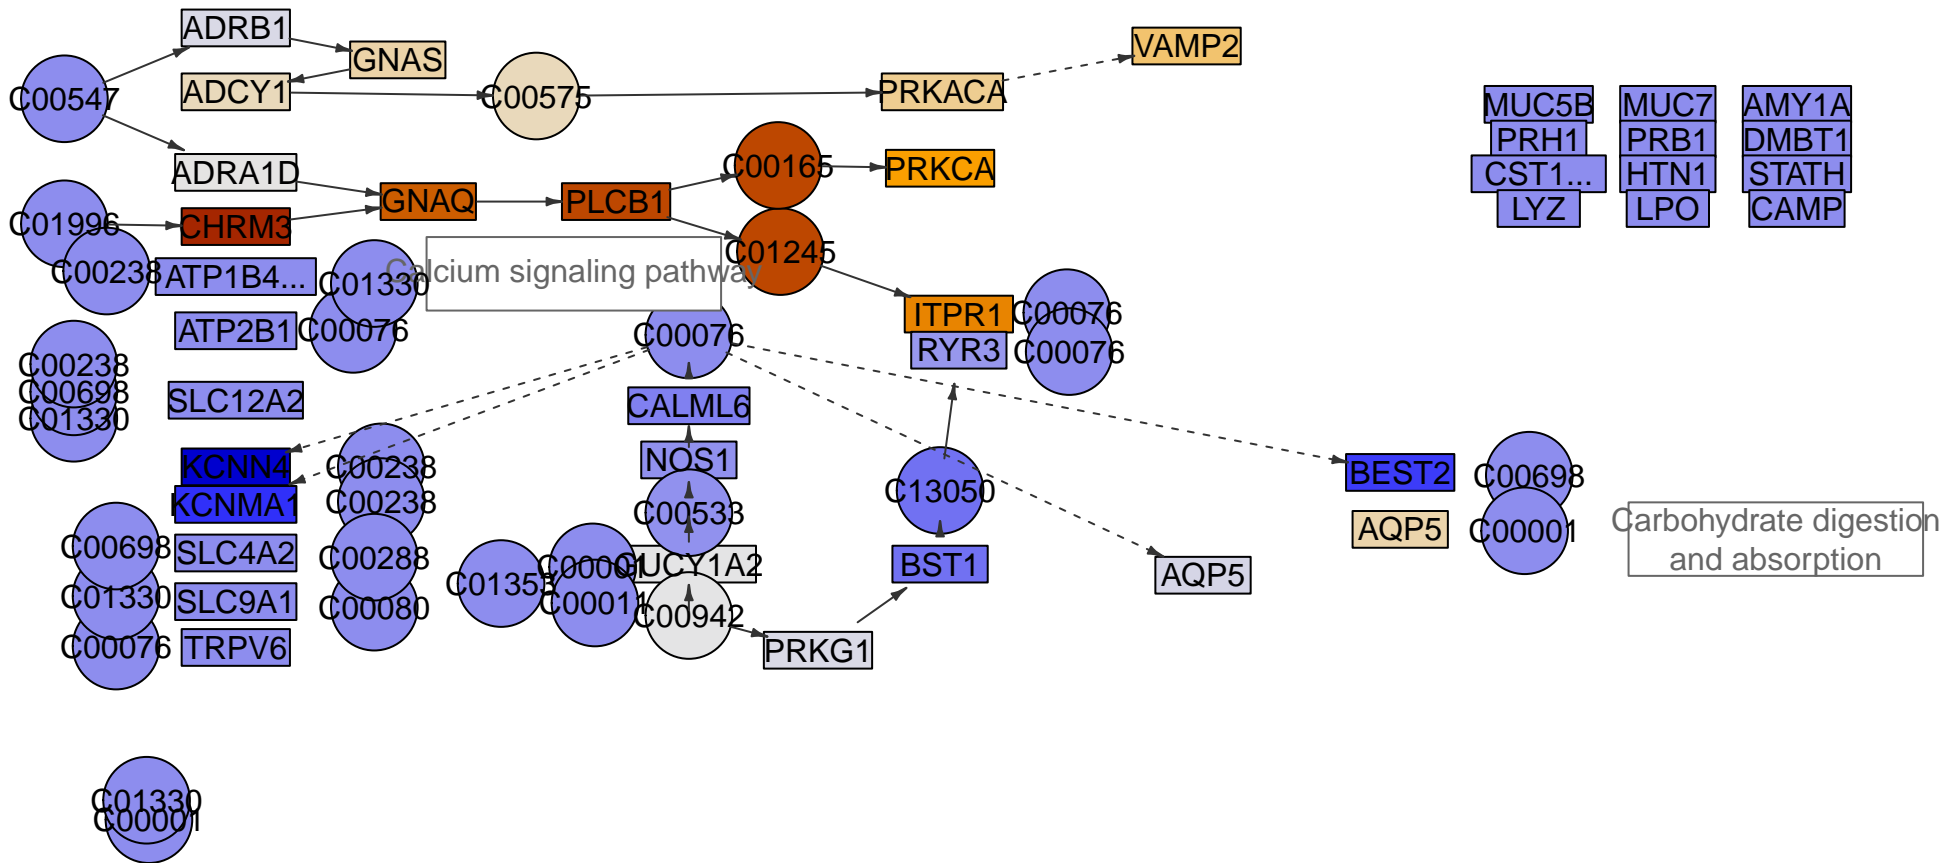 ADRB1
GNAS
VAMP2
C00547
ADCY1
C00575
PRKACA
MUC5B
MUC7
AMY1A
PRH1
PRB1
DMBT1
ADRA1D
C00165
PRKCA
CST1...
HTN1
STATH
GNAQ
PLCB1
LYZ
LPO
CAMP
C01996
CHRM3
C01245
C00238
ATP1B4...
C01330
Calcium signaling pathway
ATP2B1
C00076
C00076
ITPR1
C00076
RYR3
C00076
C00238
C00698
C01330
SLC12A2
CALML6
KCNN4
C00238
NOS1
BEST2
C00698
KCNMA1
C00238
C00533
C13050
AQP5
C00001
Carbohydrate digestion
and absorption
C00698
SLC4A2
C00288
C01353
C00001
GUCY1A2
BST1
AQP5
C01330
SLC9A1
C00080
C00011
C00942
C00076
TRPV6
PRKG1
C01330
C00001